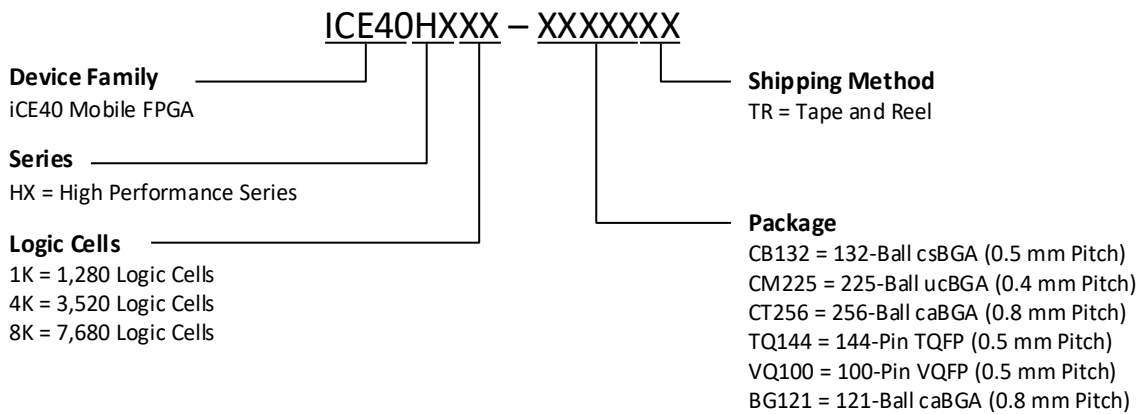 ICE40HXXX – XXXXXXX
Device Family
iCE40 Mobile FPGA
Series
HX = High Performance Series
Logic Cells
1K = 1,280 Logic Cells
4K = 3,520 Logic Cells
8K = 7,680 Logic Cells
Shipping Method
TR = Tape and Reel
Package
CB132 = 132-Ball csBGA (0.5 mm Pitch)
CM225 = 225-Ball ucBGA (0.4 mm Pitch)
CT256 = 256-Ball caBGA (0.8 mm Pitch)
TQ144 = 144-Pin TQFP (0.5 mm Pitch)
VQ100 = 100-Pin VQFP (0.5 mm Pitch)
BG121 = 121-Ball caBGA (0.8 mm Pitch)